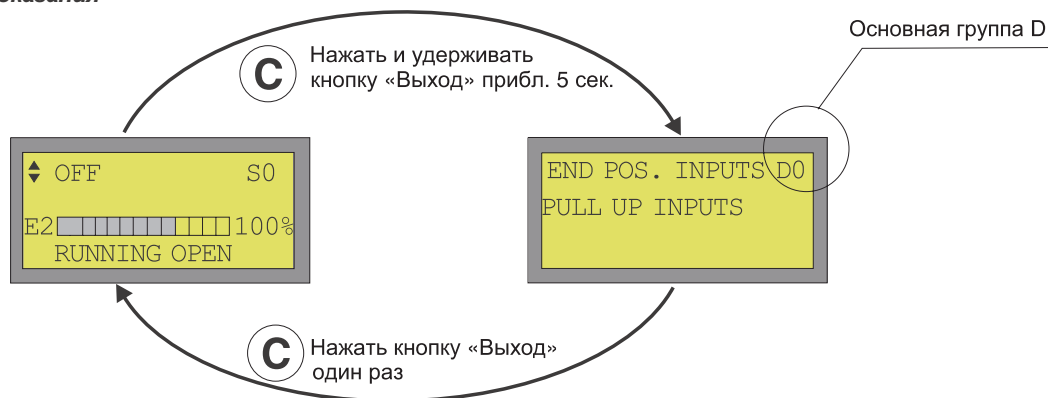 Основная группа D
C
Нажать и удерживать
кнопку «Выход» прибл. 5 сек.
OFF S0
E2 100%
RUNNING OPEN
END POS. INPUTS D0
PULL UP INPUTS
C
Нажать кнопку «Выход»
один раз